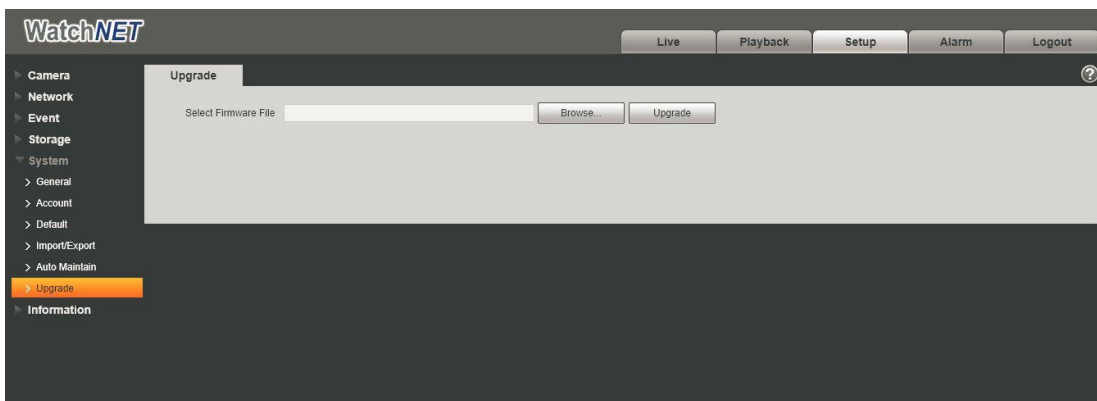 WatchNET
Live Playback Setup Alarm Logout
Camera
Network
Event
Storage
System
General
Account
Default
Import/Export
Auto Maintain
Upgrade
Information
Upgrade
?
Select Firmware File Browse... Upgrade